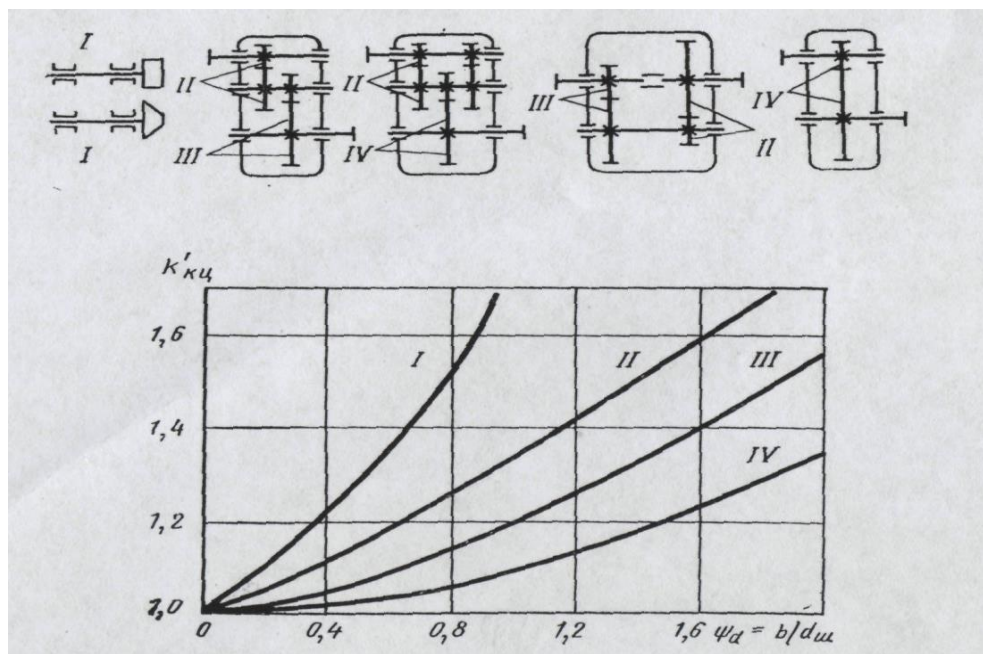 I
II
II
III
IV
III
IV
II
I
k'кц
1,6
I
II
III
1,4
IV
1,2
1,0
0
0,4
0,8
1,2
1,6
ψd = b/dш